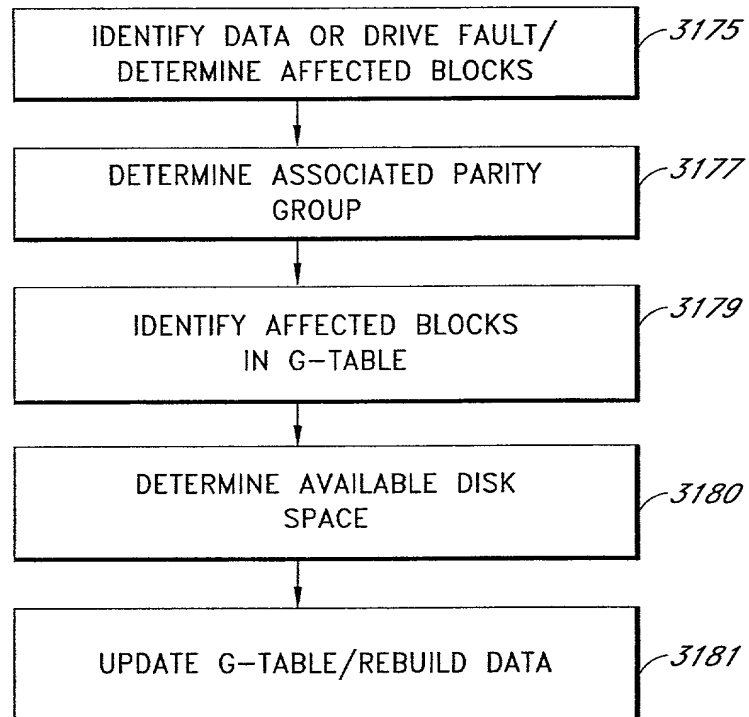 IDENTIFY DATA OR DRIVE FAULT/
DETERMINE AFFECTED BLOCKS
3175
DETERMINE ASSOCIATED PARITY
GROUP
3177
IDENTIFY AFFECTED BLOCKS
IN G-TABLE
3179
DETERMINE AVAILABLE DISK
SPACE
3180
UPDATE G-TABLE/REBUILD DATA
3181